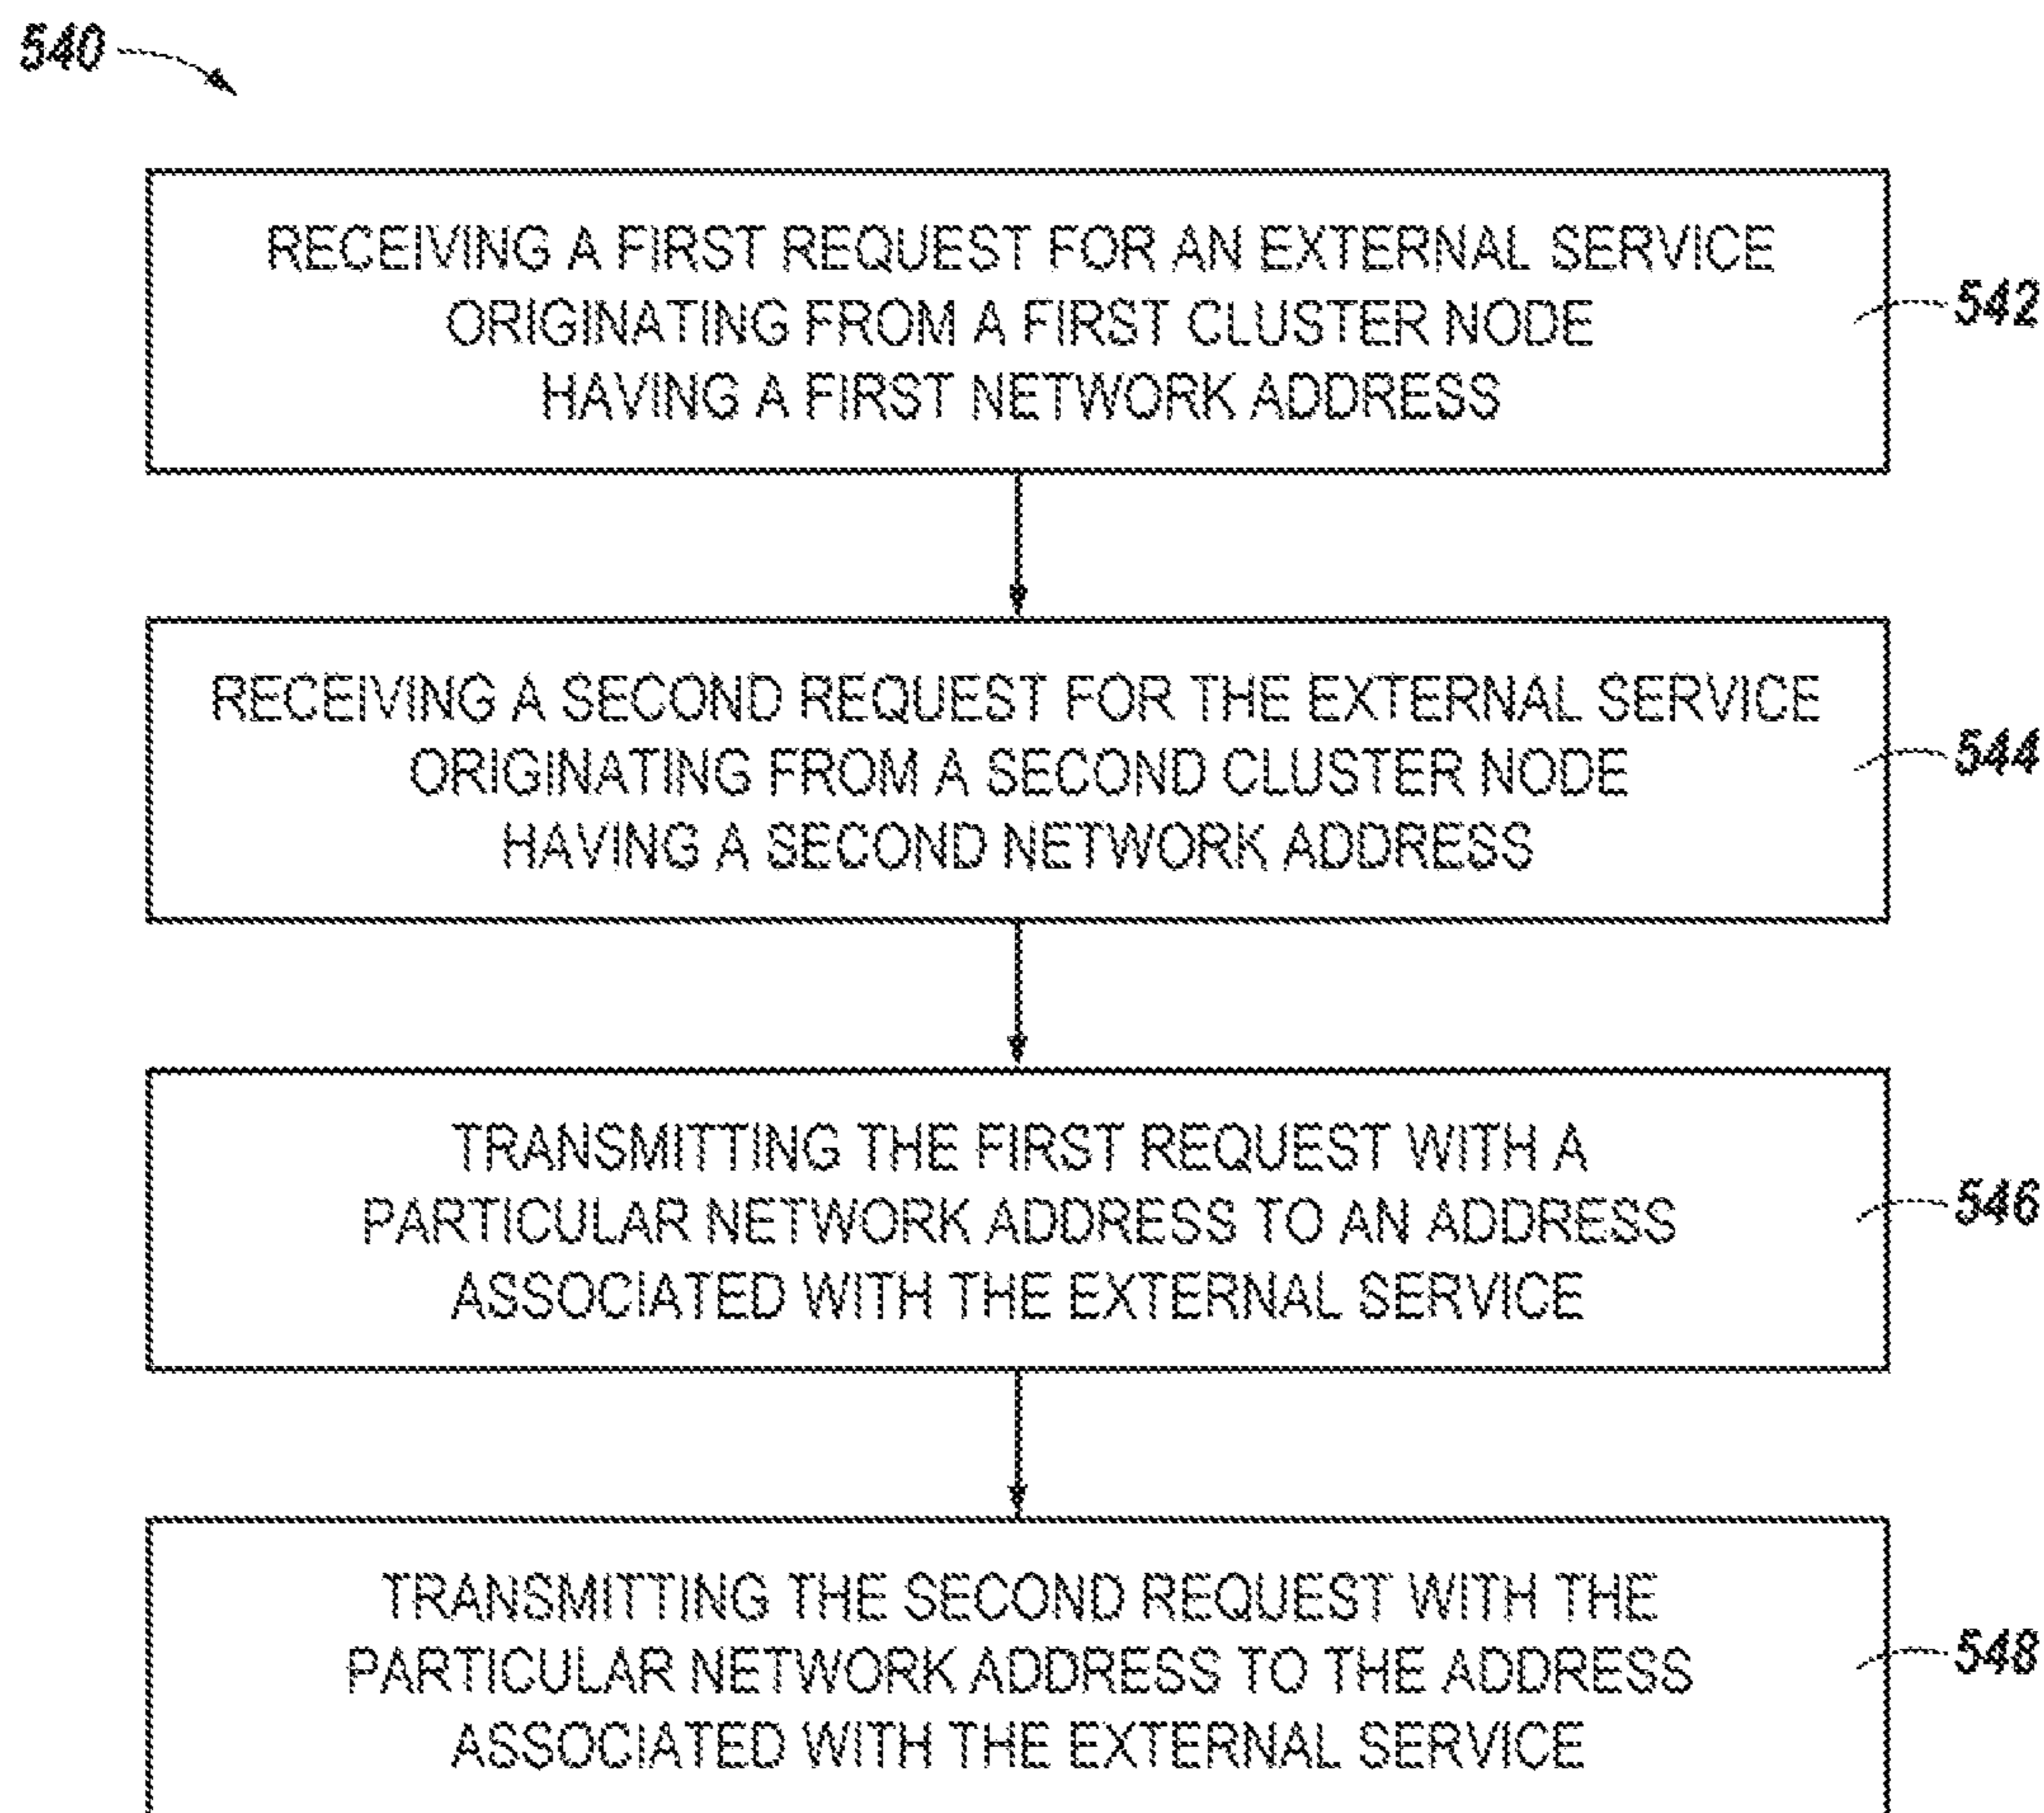 540
RECEIVING A FIRST REQUEST FOR AN EXTERNAL SERVICE
ORIGINATING FROM A FIRST CLUSTER NODE
HAVING A FIRST NETWORK ADDRESS
542
RECEIVING A SECOND REQUEST FOR THE EXTERNAL SERVICE
ORIGINATING FROM A SECOND CLUSTER NODE
HAVING A SECOND NETWORK ADDRESS
544
TRANSMITTING THE FIRST REQUEST WITH A
PARTICULAR NETWORK ADDRESS TO AN ADDRESS
ASSOCIATED WITH THE EXTERNAL SERVICE
546
TRANSMITTING THE SECOND REQUEST WITH THE
PARTICULAR NETWORK ADDRESS TO THE ADDRESS
ASSOCIATED WITH THE EXTERNAL SERVICE
548